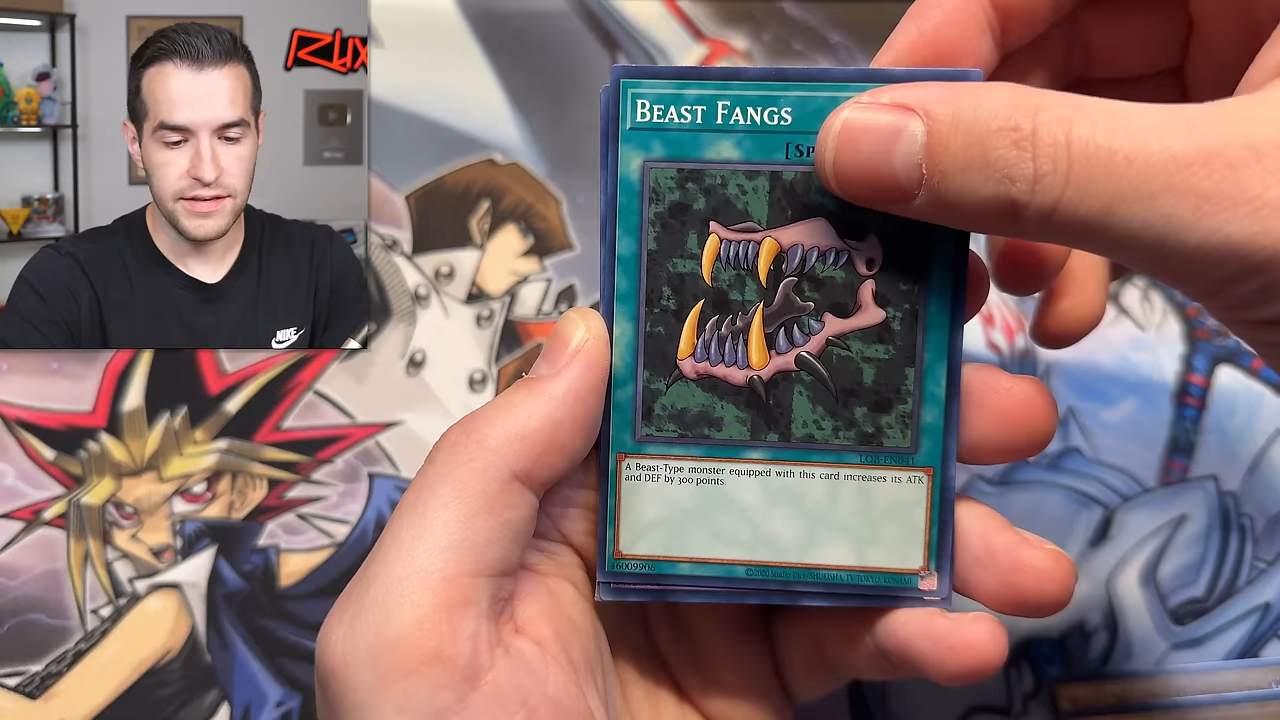 BEAST FANGS
[SP
LOB-EN041
A Beast-Type monster equipped with this card increases its ATK
and DEF by 300 points.
46009906
©2020 Studio Dice/SHUEISHA, TV TOKYO, KONAMI
NIKE